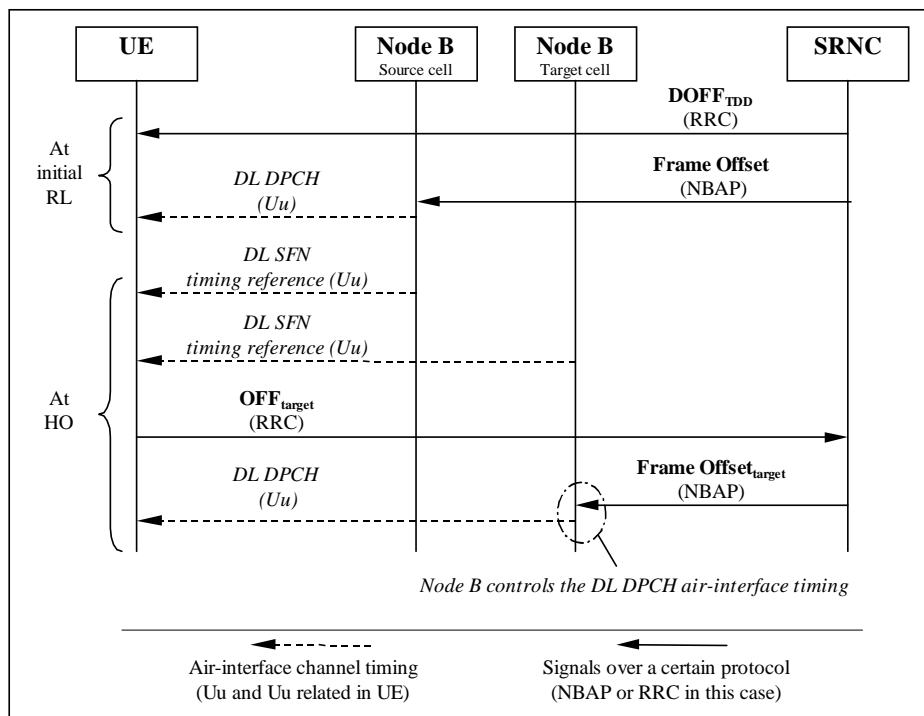 UE
Node B
Source cell
Node B
Target cell
SRNC
DOFFTDD
(RRC)
At
initial
RL
Frame Offset
(NBAP)
DL DPCH
(Uu)
DL SFN
timing reference (Uu)
DL SFN
timing reference (Uu)
At
HO
OFFtarget
(RRC)
Frame Offsettarget
(NBAP)
DL DPCH
(Uu)
Node B controls the DL DPCH air-interface timing
Air-interface channel timing
(Uu and Uu related in UE)
Signals over a certain protocol
(NBAP or RRC in this case)